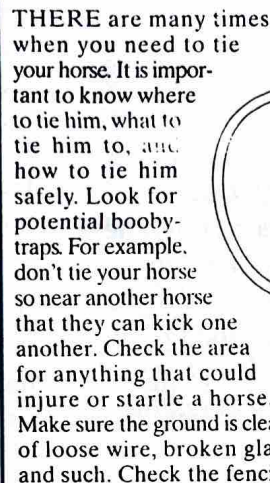 THERE are many times
when you need to tie
your horse. It is impor-
tant to know where
to tie him, what to
tie him to, and
how to tie him
safely. Look for
potential booby-
traps. For example,
don't tie your horse
so near another horse
that they can kick one
another. Check the area
for anything that could
injure or startle a horse.
Make sure the ground is clea
of loose wire, broken gla
and such. Check the fenc